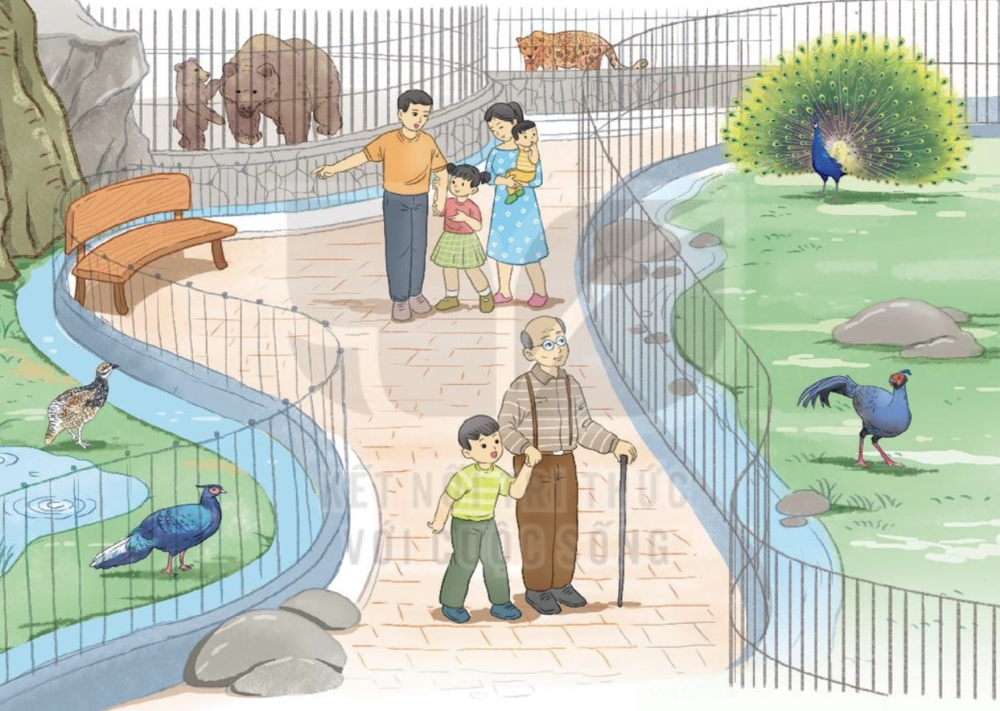 KẾT NỐI TRI THỨC
VỚI CUỘC SỐNG